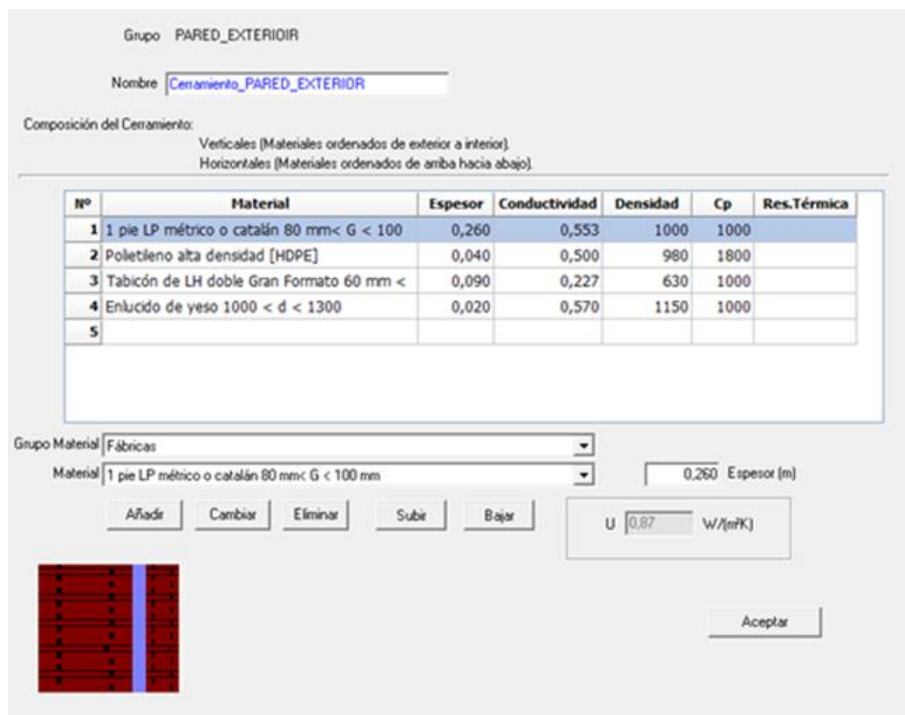 Grupo PARED_EXTERIOIR
Nombre Cerramiento_PARED_EXTERIOR
Composición del Cerramiento:
Verticales (Materiales ordenados de exterior a interior).
Horizontales (Materiales ordenados de arriba hacia abajo).
Nº Material Espesor Conductividad Densidad Cp Res.Térmica
1 1 pie LP métrico o catalán 80 mm< G < 100 0,260 0,553 1000 1000
2 Polietileno alta densidad [HDPE] 0,040 0,500 980 1800
3 Tabicón de LH doble Gran Formato 60 mm < 0,090 0,227 630 1000
4 Enlucido de yeso 1000 < d < 1300 0,020 0,570 1150 1000
5
Grupo Material Fábricas
Material 1 pie LP métrico o catalán 80 mm< G < 100 mm 0,260 Espesor (m)
Añadir Cambiar Eliminar Subir Bajar
U 0,87 W/(m²K)
Aceptar